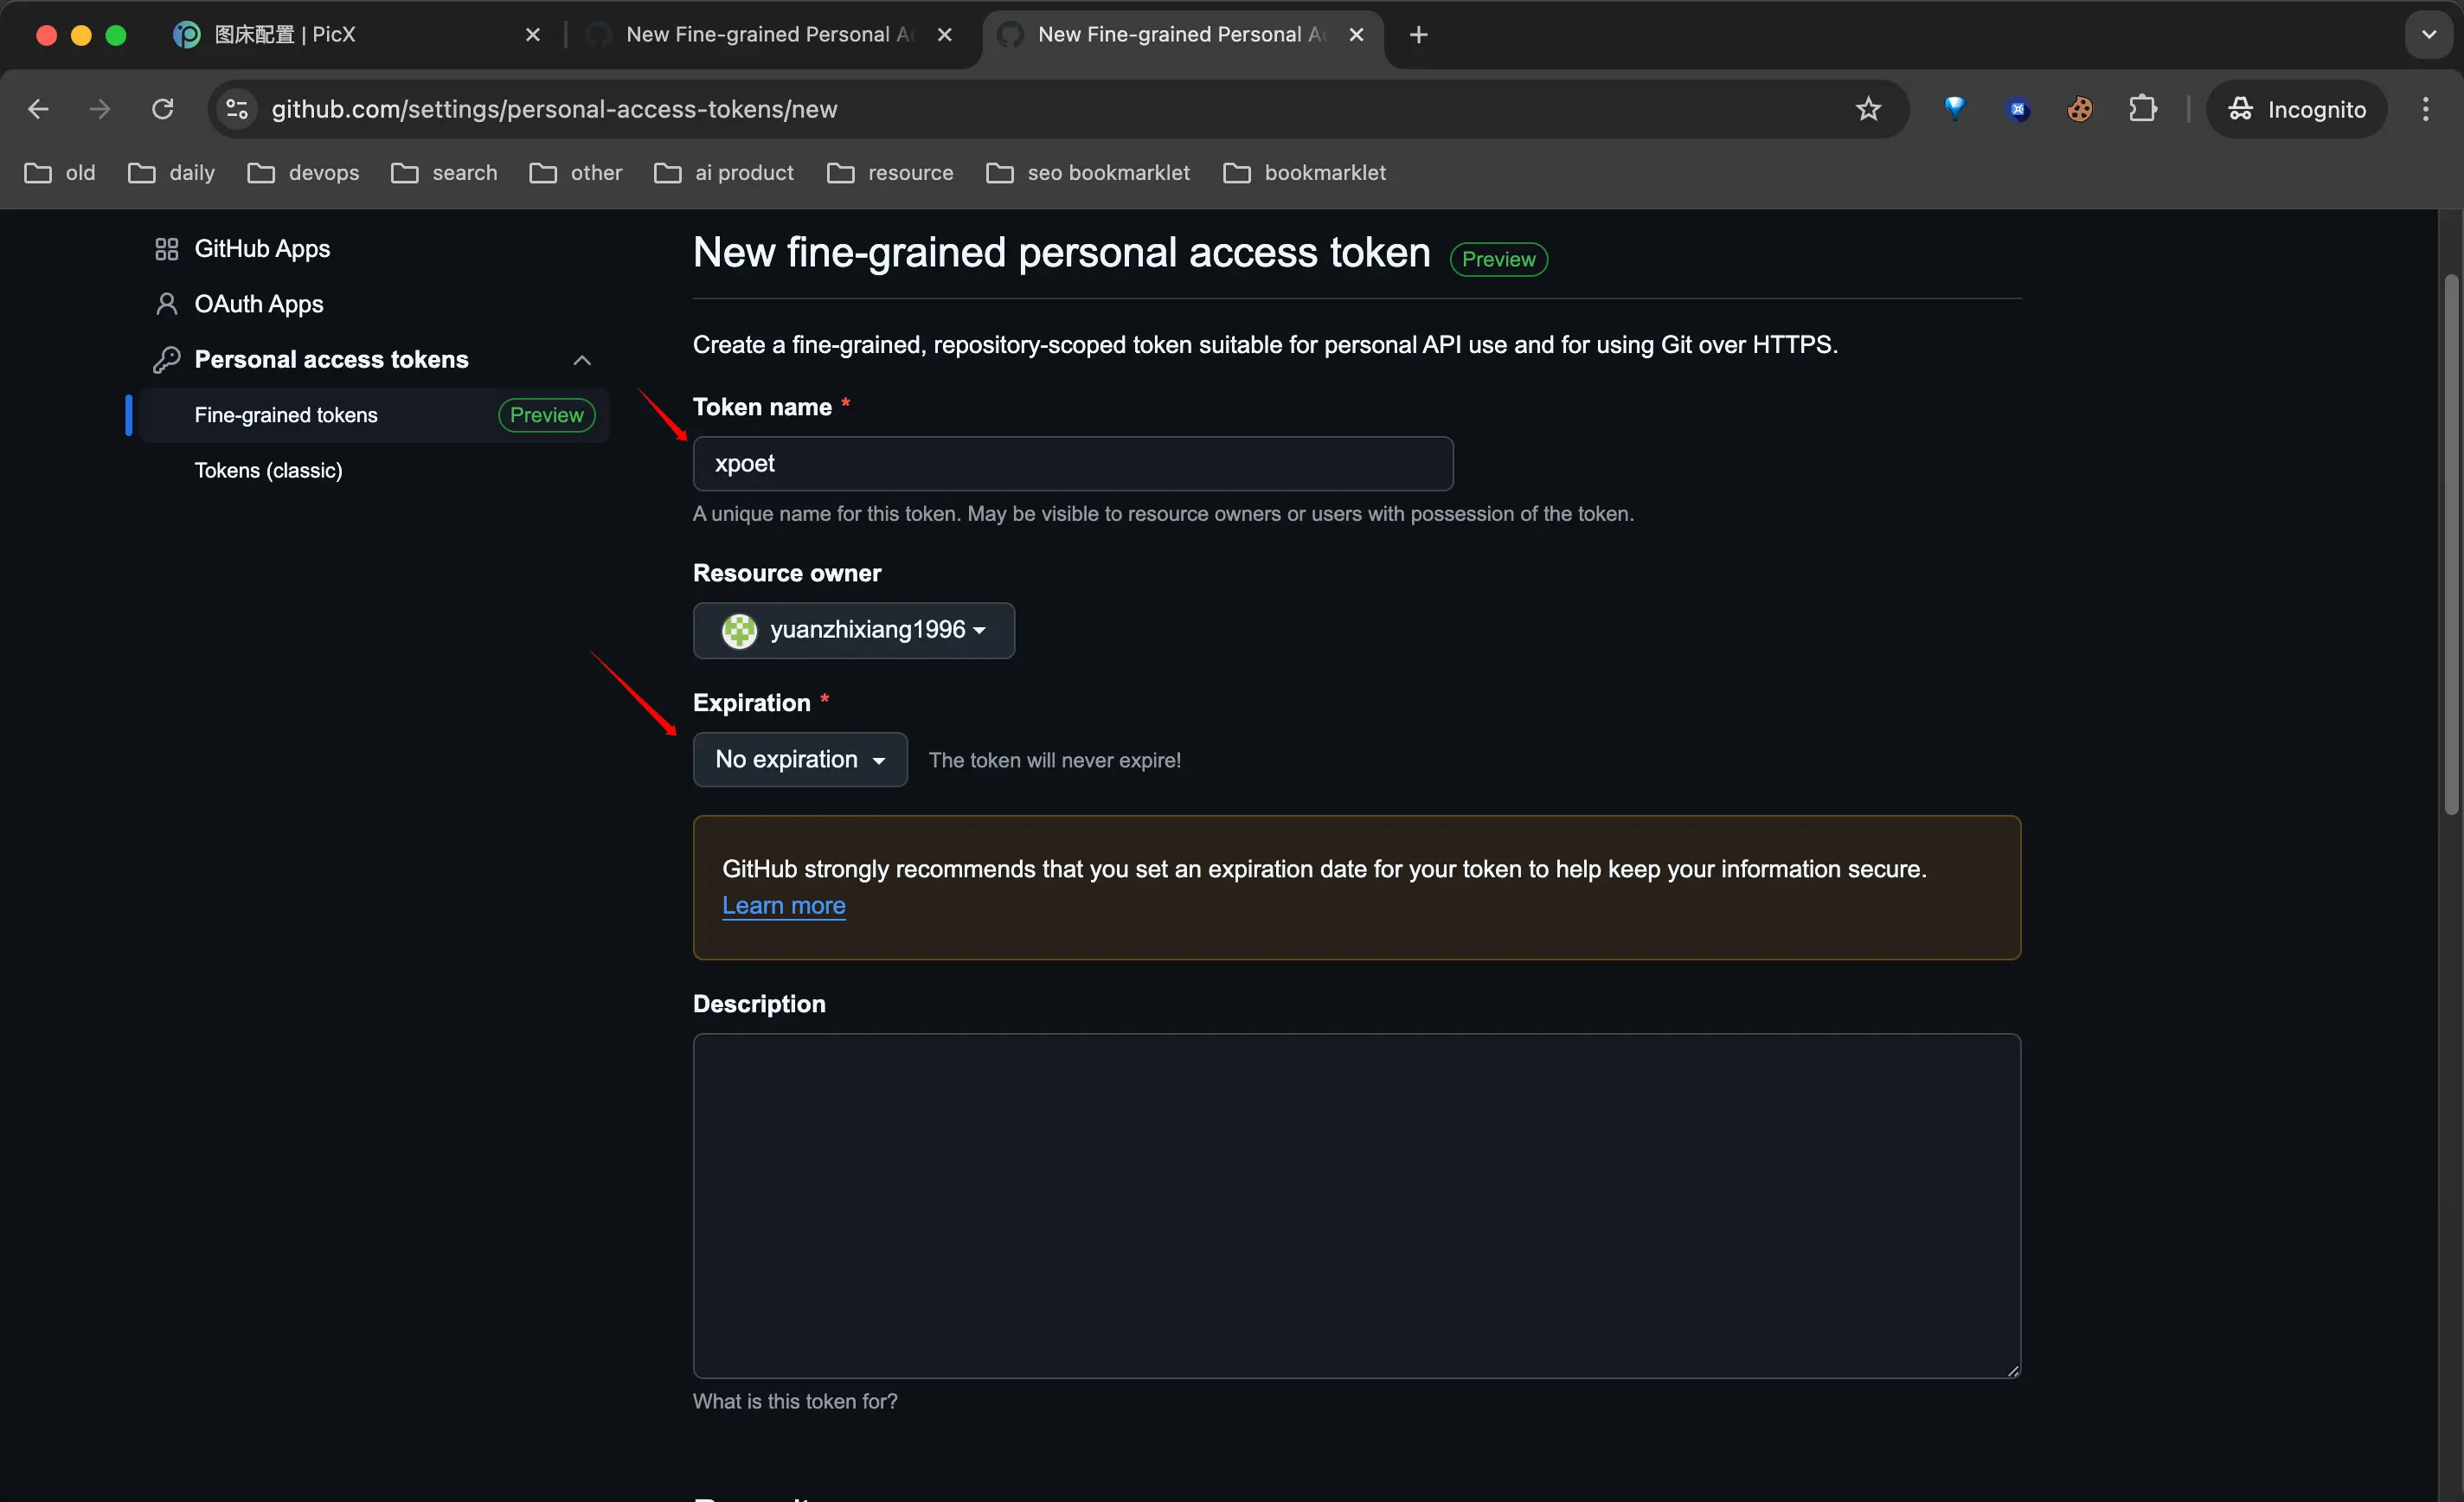 图床配置 | PicX
New Fine-grained Personal A
New Fine-grained Personal A
github.com/settings/personal-access-tokens/new
Incognito
old
daily
devops
search
other
ai product
resource
seo bookmarklet
bookmarklet
GitHub Apps
OAuth Apps
Personal access tokens
Fine-grained tokens Preview
Tokens (classic)
New fine-grained personal access token Preview
Create a fine-grained, repository-scoped token suitable for personal API use and for using Git over HTTPS.
Token name *
xpoet
A unique name for this token. May be visible to resource owners or users with possession of the token.
Resource owner
yuanzhixiang1996
Expiration *
No expiration The token will never expire!
GitHub strongly recommends that you set an expiration date for your token to help keep your information secure.
Learn more
Description
What is this token for?